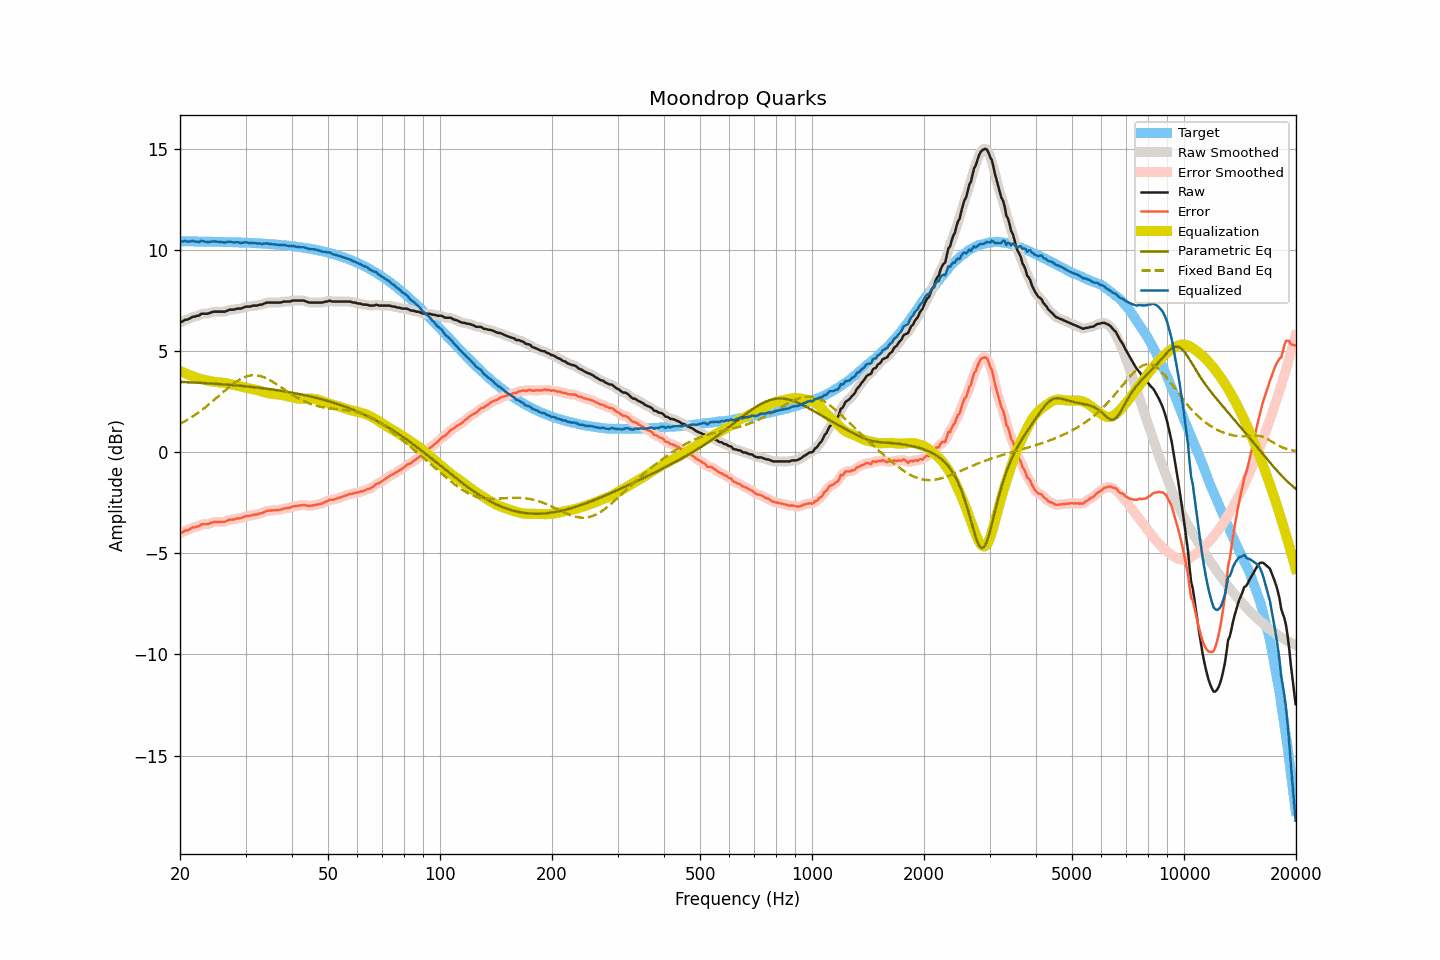 Moondrop Quarks
Target
Raw Smoothed
Error Smoothed
Raw
Error
Equalization
Parametric Eq
Fixed Band Eq
Equalized
15
10
5
0
−5
−10
−15
Amplitude (dBr)
20 50 100 200 500 1000 2000 5000 10000 20000
Frequency (Hz)